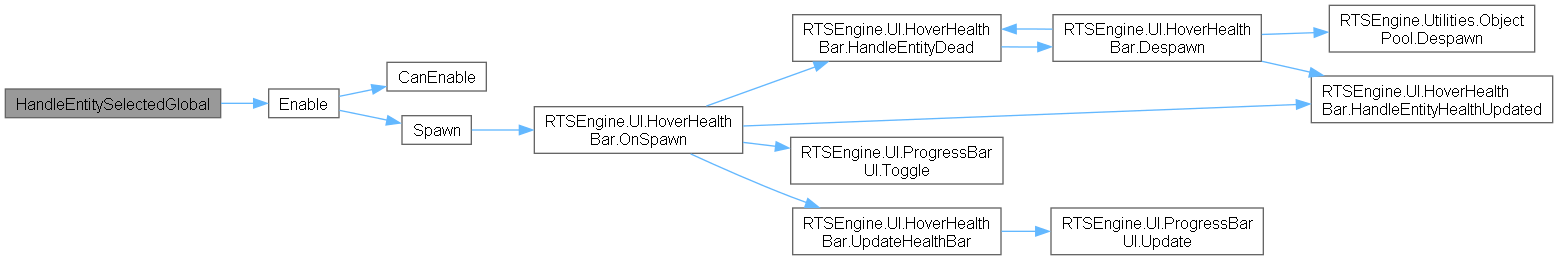 HandleEntitySelectedGlobal
Enable
CanEnable
Spawn
RTSEngine.UI.HoverHealth
Bar.OnSpawn
RTSEngine.UI.HoverHealth
Bar.HandleEntityDead
RTSEngine.UI.HoverHealth
Bar.Despawn
RTSEngine.Utilities.Object
Pool.Despawn
RTSEngine.UI.HoverHealth
Bar.HandleEntityHealthUpdated
RTSEngine.UI.ProgressBar
UI.Toggle
RTSEngine.UI.HoverHealth
Bar.UpdateHealthBar
RTSEngine.UI.ProgressBar
UI.Update